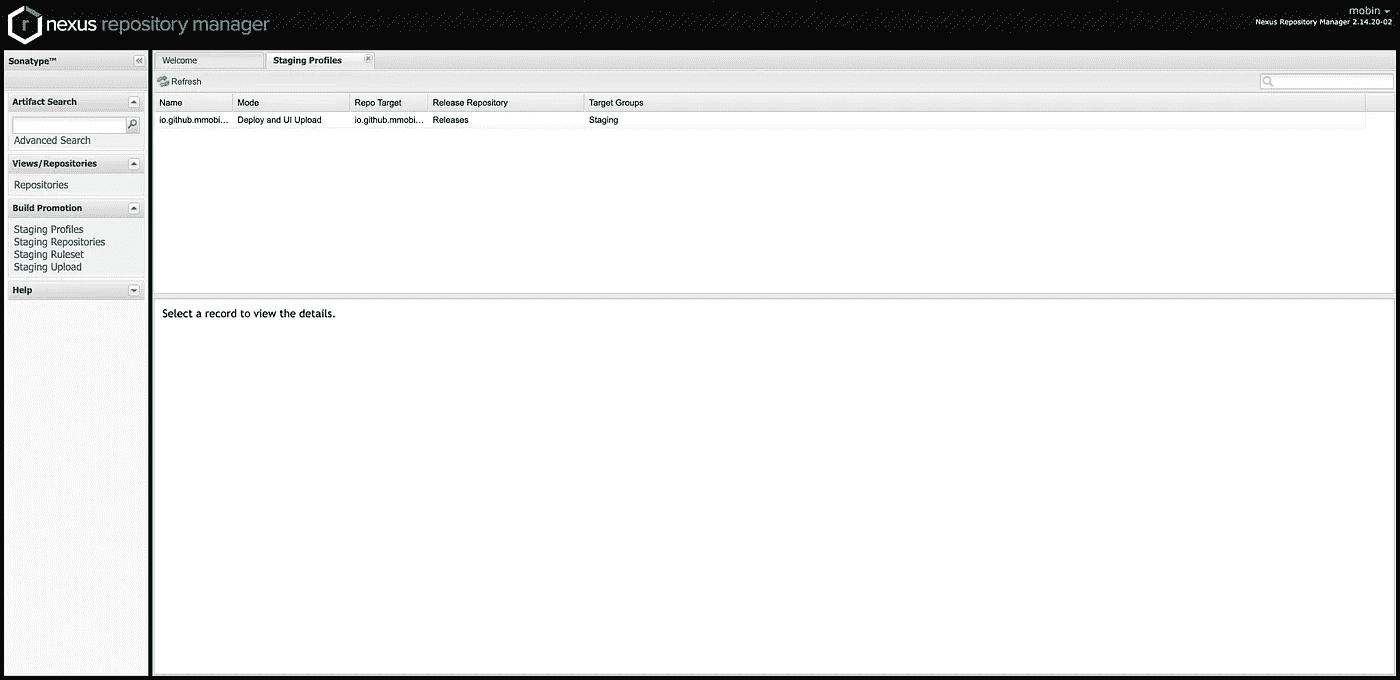 nexus repository manager
mobin
Nexus Repository Manager 2.14.20-02
Sonatype™
Artifact Search
Advanced Search
Views/Repositories
Repositories
Build Promotion
Staging Profiles
Staging Repositories
Staging Ruleset
Staging Upload
Help
Welcome
Staging Profiles
Refresh
Name Mode Repo Target Release Repository Target Groups
io.github.mmobi... Deploy and UI Upload io.github.mmobi... Releases Staging
Select a record to view the details.